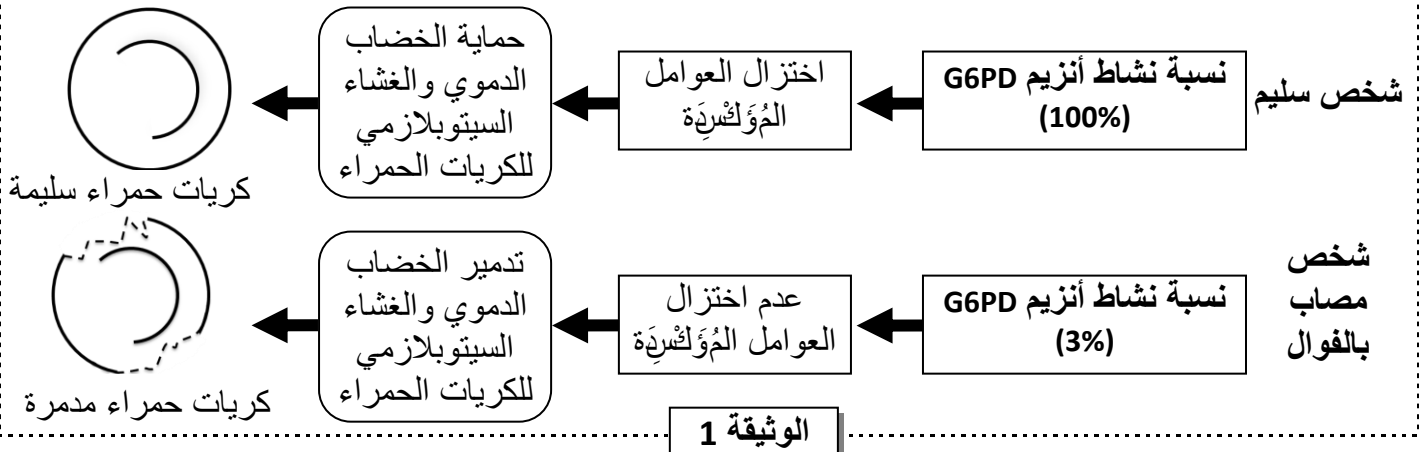 شخص سليم
نسبة نشاط أنزيم G6PD
(100%)
اختزال العوامل
المُؤَكْسِدَة
حماية الخضاب
الدموي والغشاء
السيتوبلازمي
للكريات الحمراء
كريات حمراء سليمة
شخص
مصاب
بالفوال
نسبة نشاط أنزيم G6PD
(3%)
عدم اختزال
العوامل المُؤَكْسِدَة
تدمير الخضاب
الدموي والغشاء
السيتوبلازمي
للكريات الحمراء
كريات حمراء مدمرة
الوثيقة 1